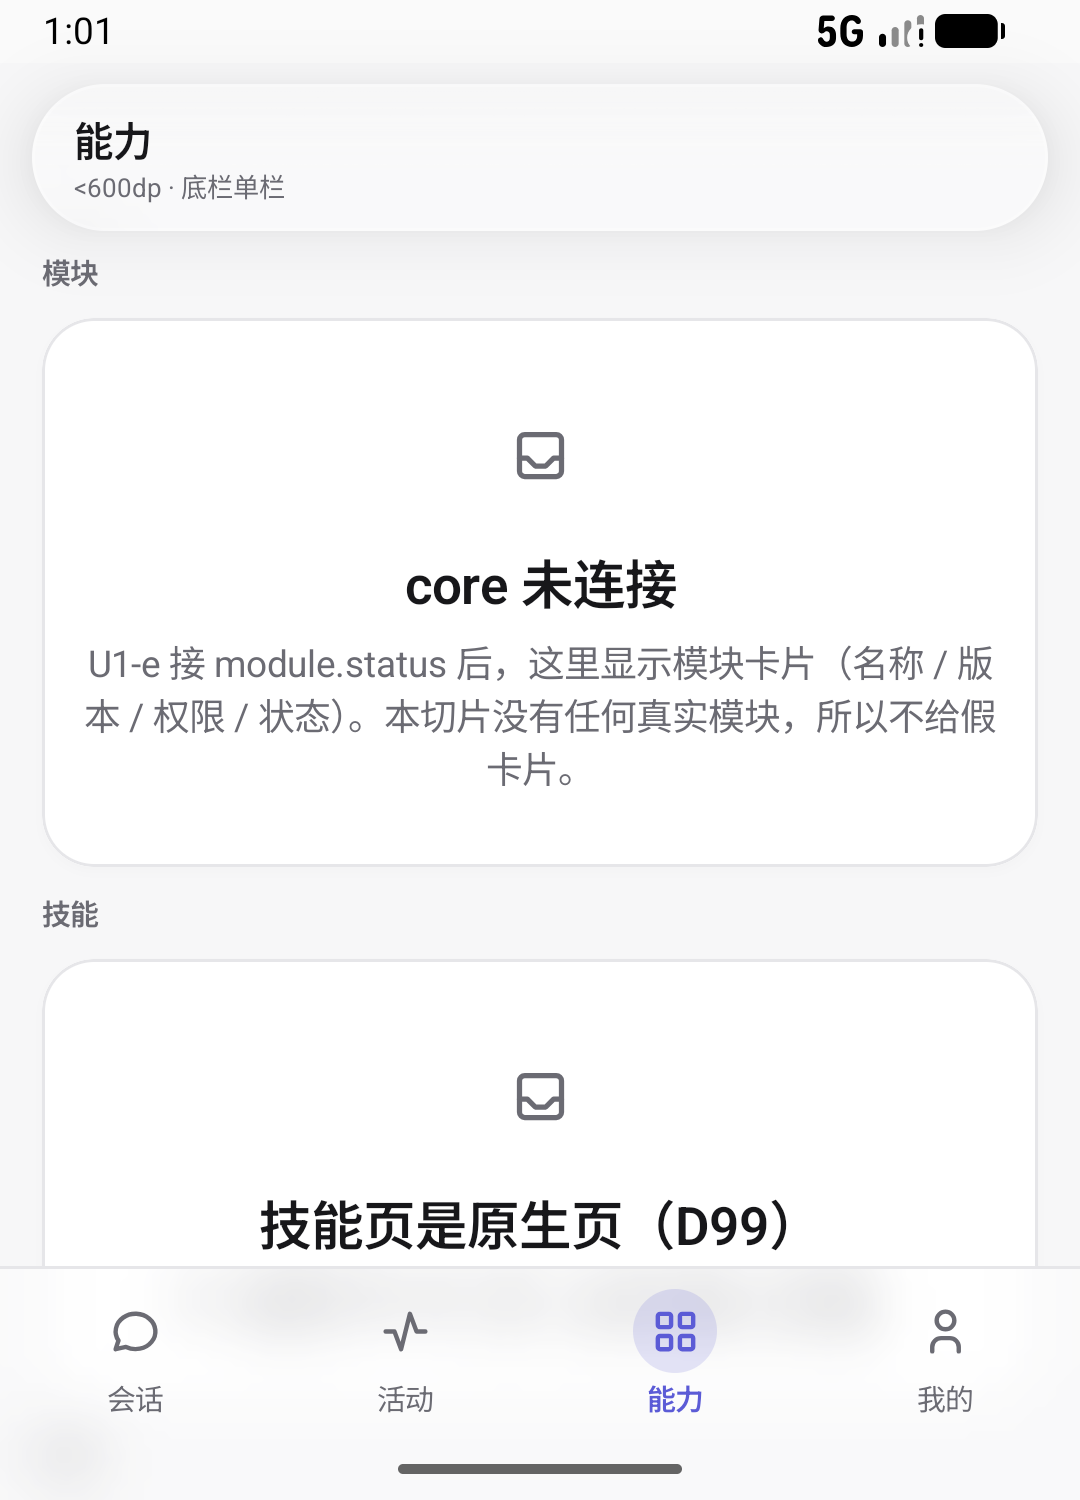 1:01
5G
能力
<600dp · 底栏单栏
模块
core 未连接
U1-e 接 module.status 后，这里显示模块卡片（名称 / 版
本 / 权限 / 状态）。本切片没有任何真实模块，所以不给假
卡片。
技能
技能页是原生页（D99）
会话
活动
能力
我的